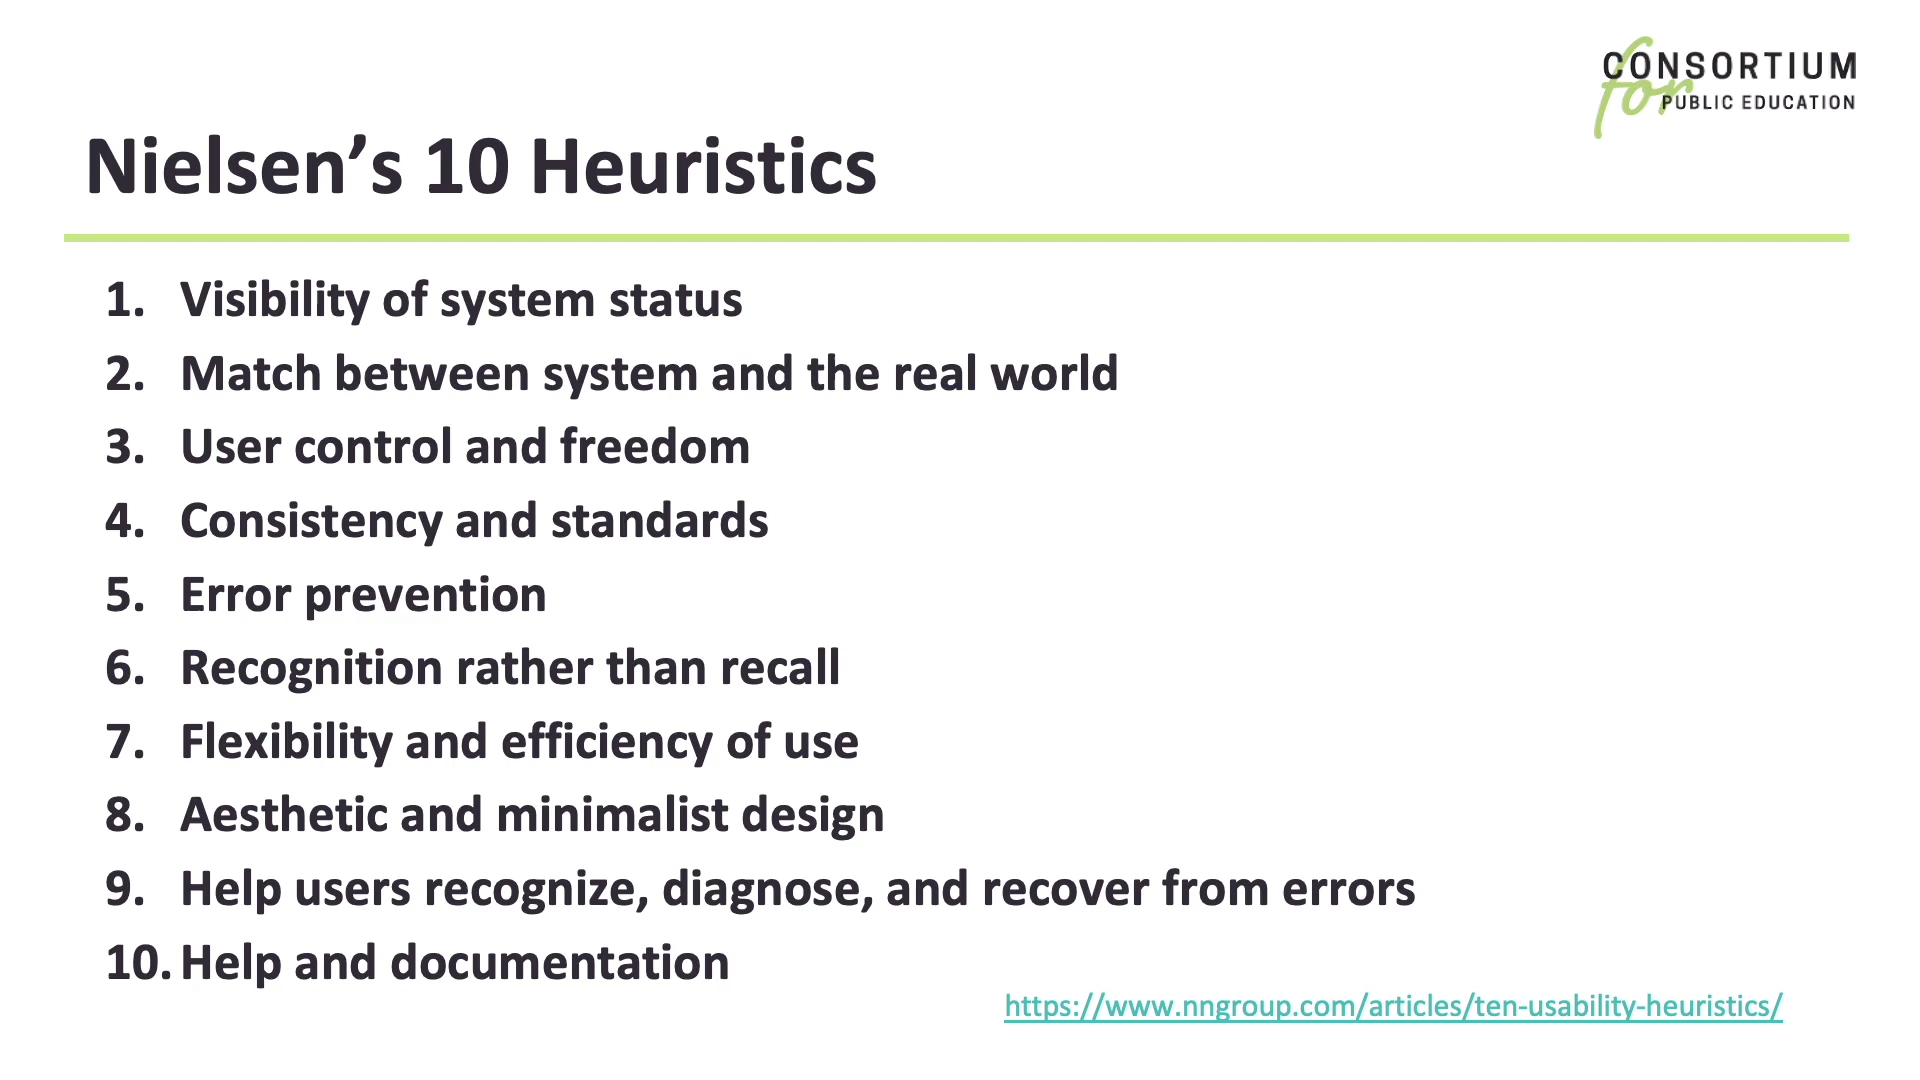 CONSORTIUM
for PUBLIC EDUCATION
Nielsen’s 10 Heuristics
1. Visibility of system status
2. Match between system and the real world
3. User control and freedom
4. Consistency and standards
5. Error prevention
6. Recognition rather than recall
7. Flexibility and efficiency of use
8. Aesthetic and minimalist design
9. Help users recognize, diagnose, and recover from errors
10. Help and documentation
https://www.nngroup.com/articles/ten-usability-heuristics/